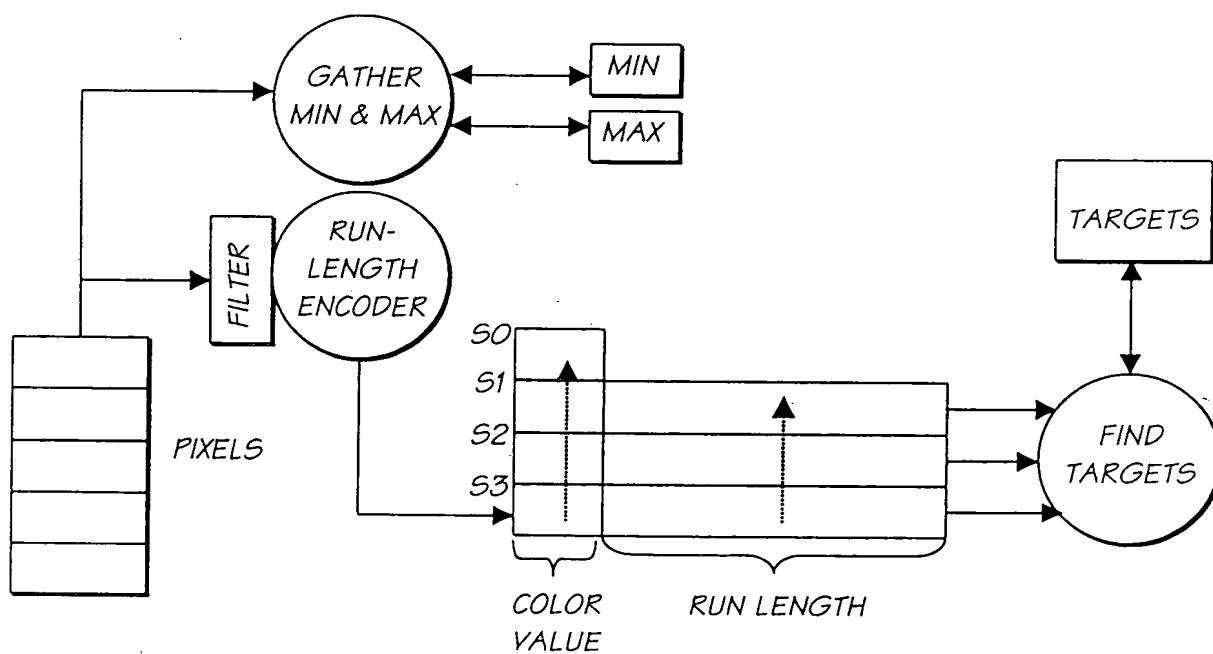 GATHER
MIN & MAX
MIN
MAX
RUN-
LENGTH
ENCODER
FILTER
TARGETS
PIXELS
S0
S1
S2
S3
FIND
TARGETS
COLOR
VALUE
RUN LENGTH